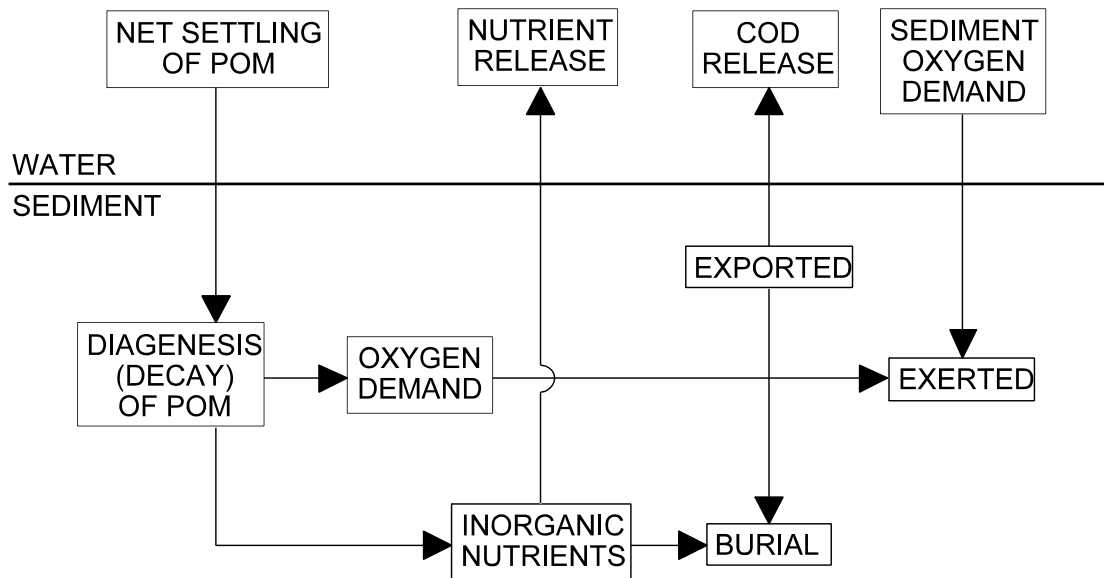 NET SETTLING
OF POM
NUTRIENT
RELEASE
COD
RELEASE
SEDIMENT
OXYGEN
DEMAND
WATER
SEDIMENT
EXPORTED
DIAGENESIS
(DECAY)
OF POM
OXYGEN
DEMAND
EXERTED
INORGANIC
NUTRIENTS
BURIAL